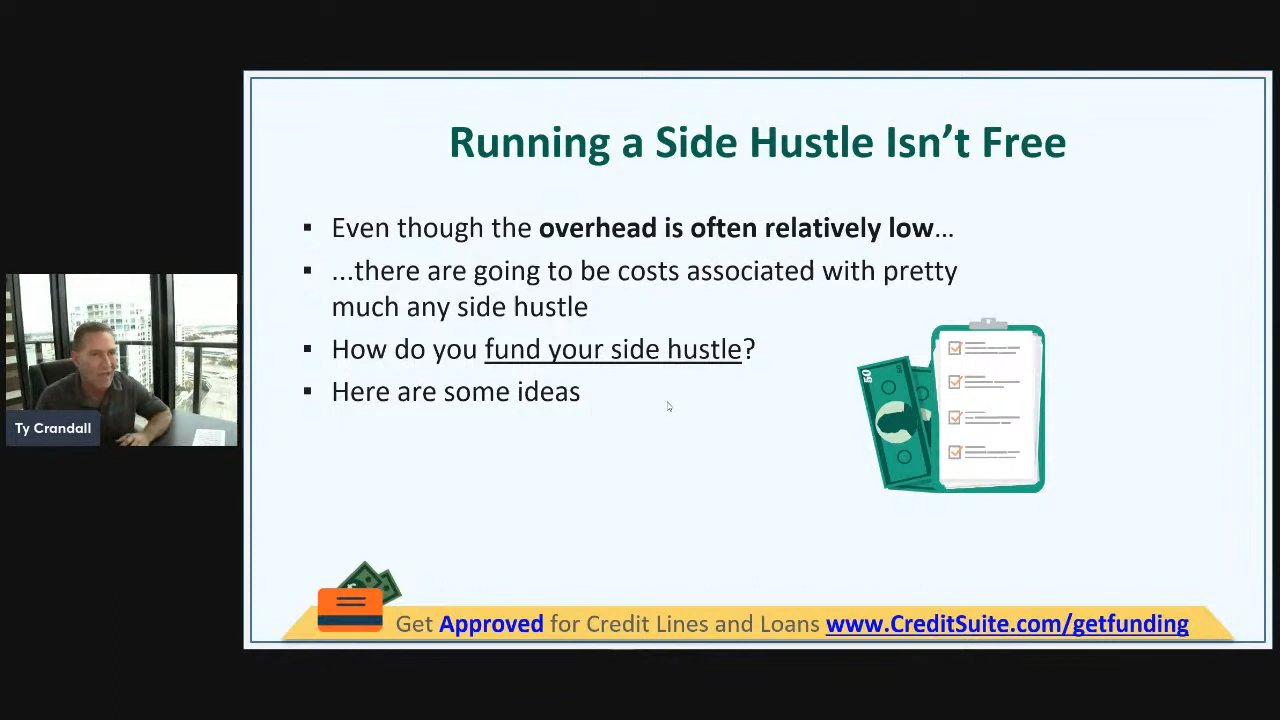 Running a Side Hustle Isn't Free
▪ Even though the overhead is often relatively low…
▪ ...there are going to be costs associated with pretty
much any side hustle
▪ How do you fund your side hustle?
▪ Here are some ideas
50
50
Ty Crandall
Get Approved for Credit Lines and Loans www.CreditSuite.com/getfunding